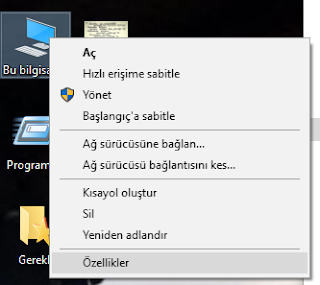 Bu bilgisa
Program
Gerekl
Aç
Hızlı erişime sabitle
Yönet
Başlangıç'a sabitle
Ağ sürücüsüne bağlan...
Ağ sürücüsü bağlantısını kes...
Kısayol oluştur
Sil
Yeniden adlandır
Özellikler